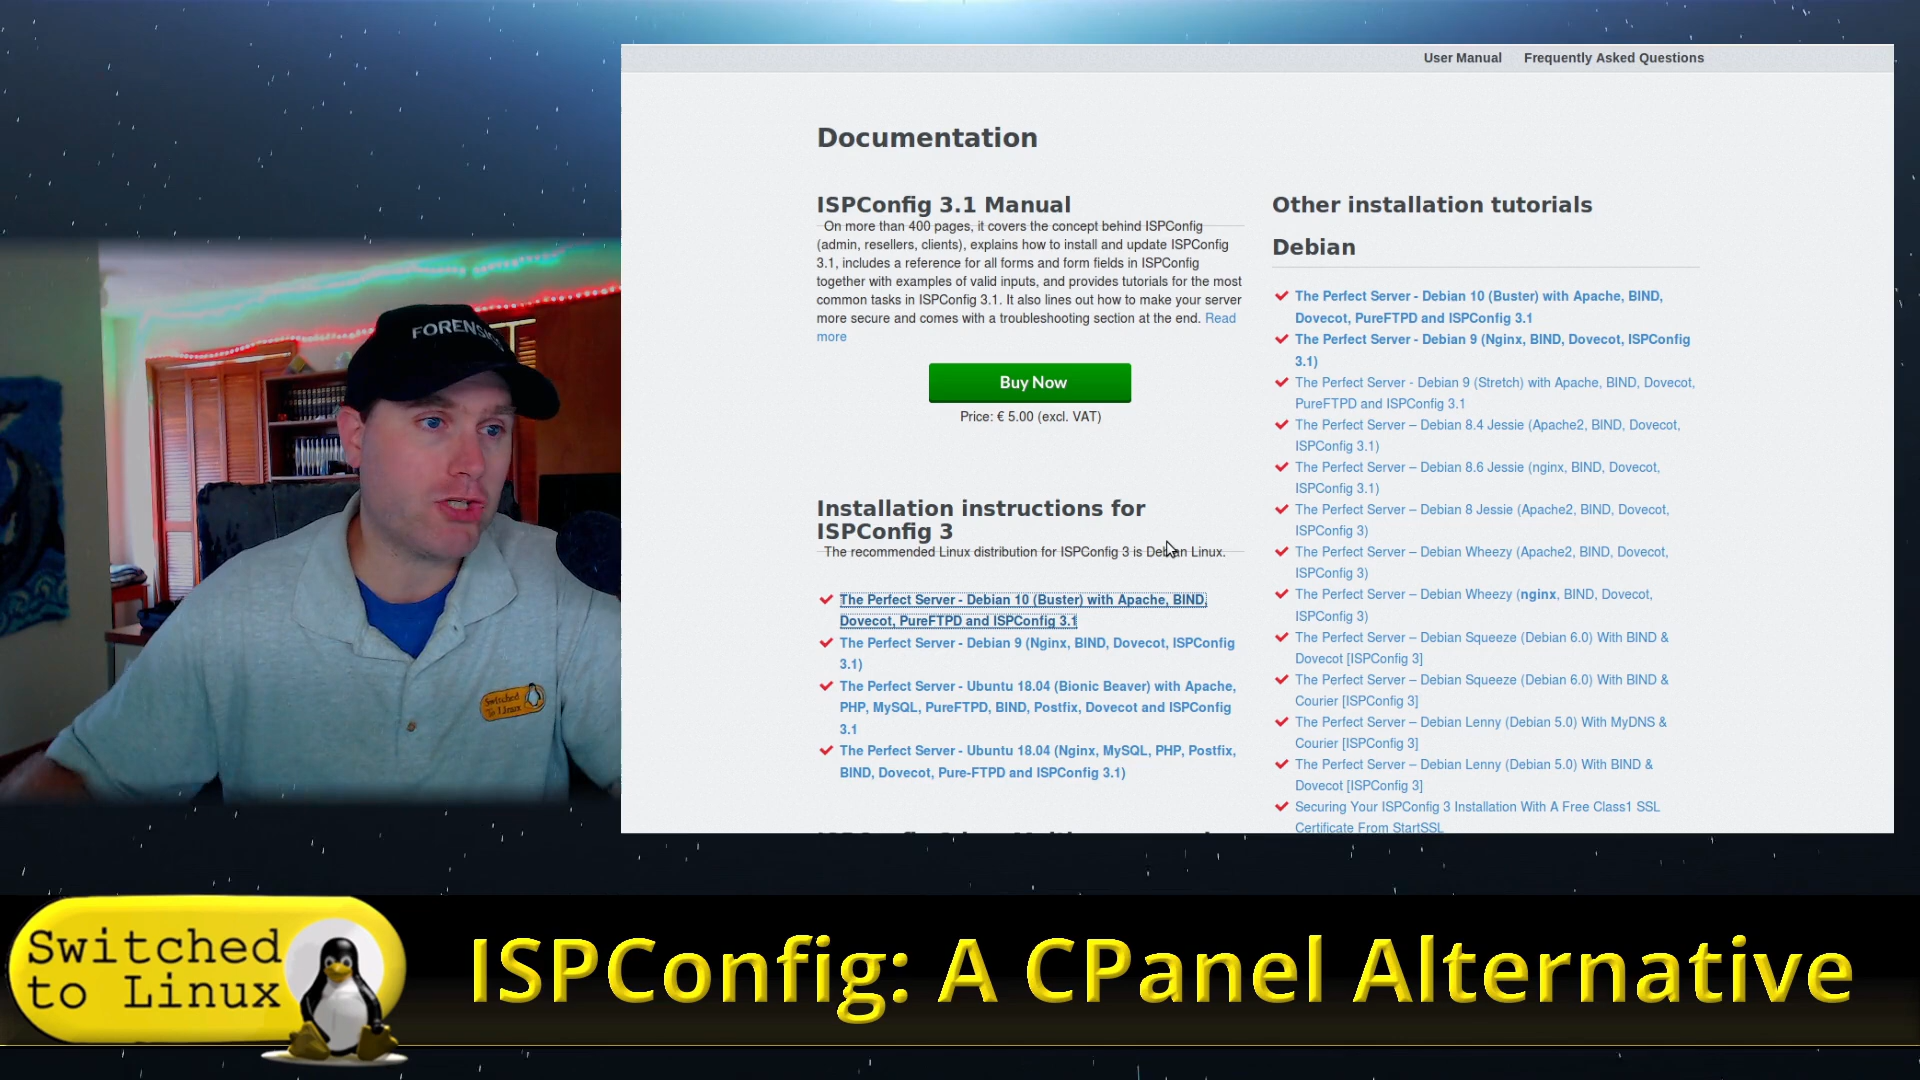 User Manual Frequently Asked Questions
Documentation
ISPConfig 3.1 Manual
On more than 400 pages, it covers the concept behind ISPConfig
(admin, resellers, clients), explains how to install and update ISPConfig
3.1, includes a reference for all forms and form fields in ISPConfig
together with examples of valid inputs, and provides tutorials for the most
common tasks in ISPConfig 3.1. It also lines out how to make your server
more secure and comes with a troubleshooting section at the end. Read
more
Buy Now
Price: € 5.00 (excl. VAT)
Installation instructions for
ISPConfig 3
The recommended Linux distribution for ISPConfig 3 is Debian Linux.
The Perfect Server - Debian 10 (Buster) with Apache, BIND,
Dovecot, PureFTPD and ISPConfig 3.1
The Perfect Server - Debian 9 (Nginx, BIND, Dovecot, ISPConfig
3.1)
The Perfect Server - Ubuntu 18.04 (Bionic Beaver) with Apache,
PHP, MySQL, PureFTPD, BIND, Postfix, Dovecot and ISPConfig
3.1
The Perfect Server - Ubuntu 18.04 (Nginx, MySQL, PHP, Postfix,
BIND, Dovecot, Pure-FTPD and ISPConfig 3.1)
Other installation tutorials
Debian
The Perfect Server - Debian 10 (Buster) with Apache, BIND,
Dovecot, PureFTPD and ISPConfig 3.1
The Perfect Server - Debian 9 (Nginx, BIND, Dovecot, ISPConfig
3.1)
The Perfect Server - Debian 9 (Stretch) with Apache, BIND, Dovecot,
PureFTPD and ISPConfig 3.1
The Perfect Server – Debian 8.4 Jessie (Apache2, BIND, Dovecot,
ISPConfig 3.1)
The Perfect Server – Debian 8.6 Jessie (nginx, BIND, Dovecot,
ISPConfig 3.1)
The Perfect Server – Debian 8 Jessie (Apache2, BIND, Dovecot,
ISPConfig 3)
The Perfect Server – Debian Wheezy (Apache2, BIND, Dovecot,
ISPConfig 3)
The Perfect Server – Debian Wheezy (nginx, BIND, Dovecot,
ISPConfig 3)
The Perfect Server – Debian Squeeze (Debian 6.0) With BIND &
Dovecot [ISPConfig 3]
The Perfect Server – Debian Squeeze (Debian 6.0) With BIND &
Courier [ISPConfig 3]
The Perfect Server – Debian Lenny (Debian 5.0) With MyDNS &
Courier [ISPConfig 3]
The Perfect Server – Debian Lenny (Debian 5.0) With BIND &
Dovecot [ISPConfig 3]
Securing Your ISPConfig 3 Installation With A Free Class1 SSL
Certificate From StartSSL
Switched
To Linux
Switched
to Linux
ISPConfig: A CPanel Alternative